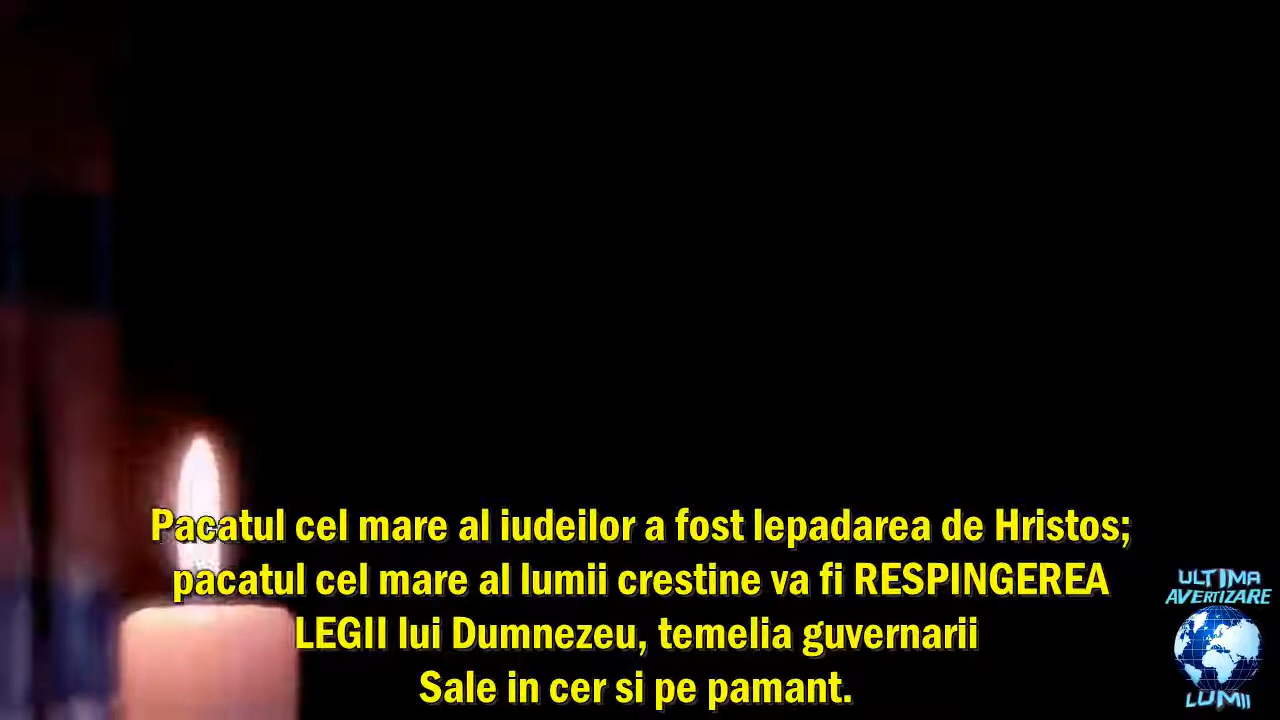 Pacatul cel mare al iudeilor a fost lepadarea de Hristos;
pacatul cel mare al lumii crestine va fi RESPINGEREA
LEGII lui Dumnezeu, temelia guvernarii
Sale in cer si pe pamant.
ULTIMA
AVERTIZARE
LUMII